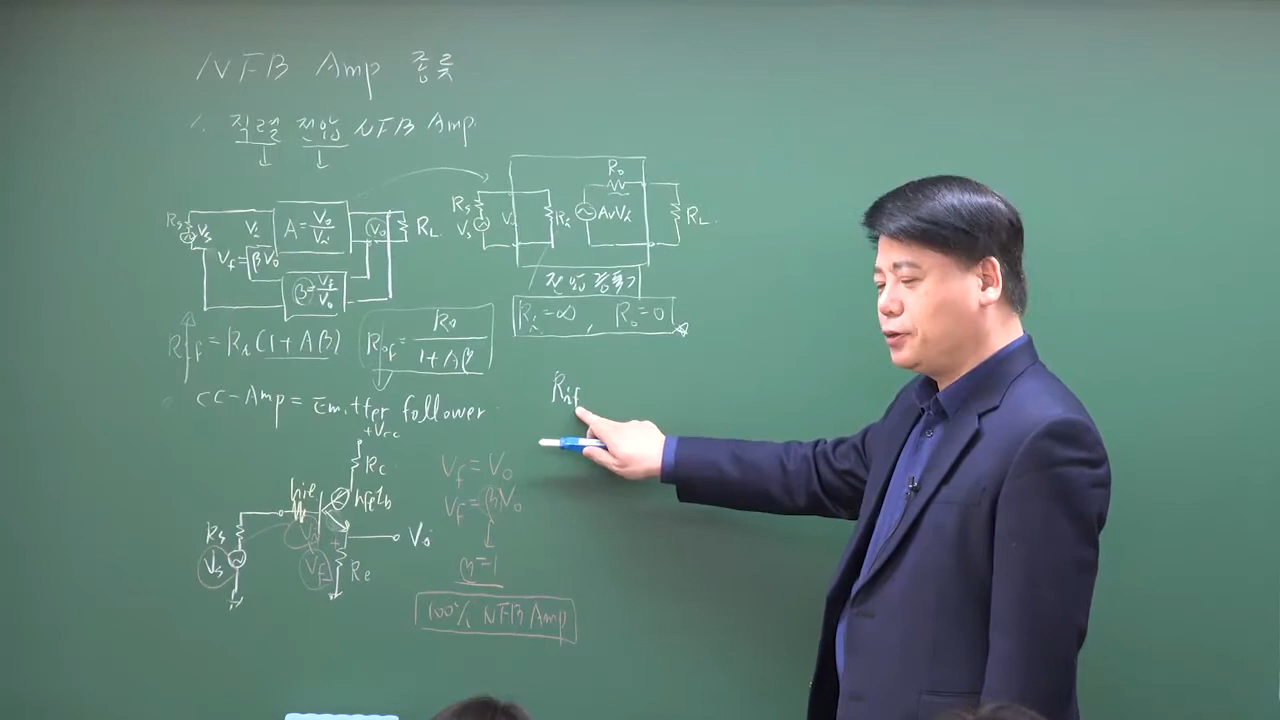 NFB Amp 종류
1. 직렬 전압 NFB Amp
Rs Vs Vi A = Vo/Vi Vo RL
Vf = βVo
β = Vf/Vo
Rs Vs Vi Ri AvVi Ro RL
전압증폭기
Ri = ∞, Ro = 0
Rif = Ri (1 + Aβ)
Rof = Ro/(1 + Aβ)
CC-Amp = Emitter follower
Rif
+Vcc
Rc
hie hfeib
Rs Vs
Vf Re Vo
Vf = Vo
Vf = βVo
β = 1
100% NFB Amp